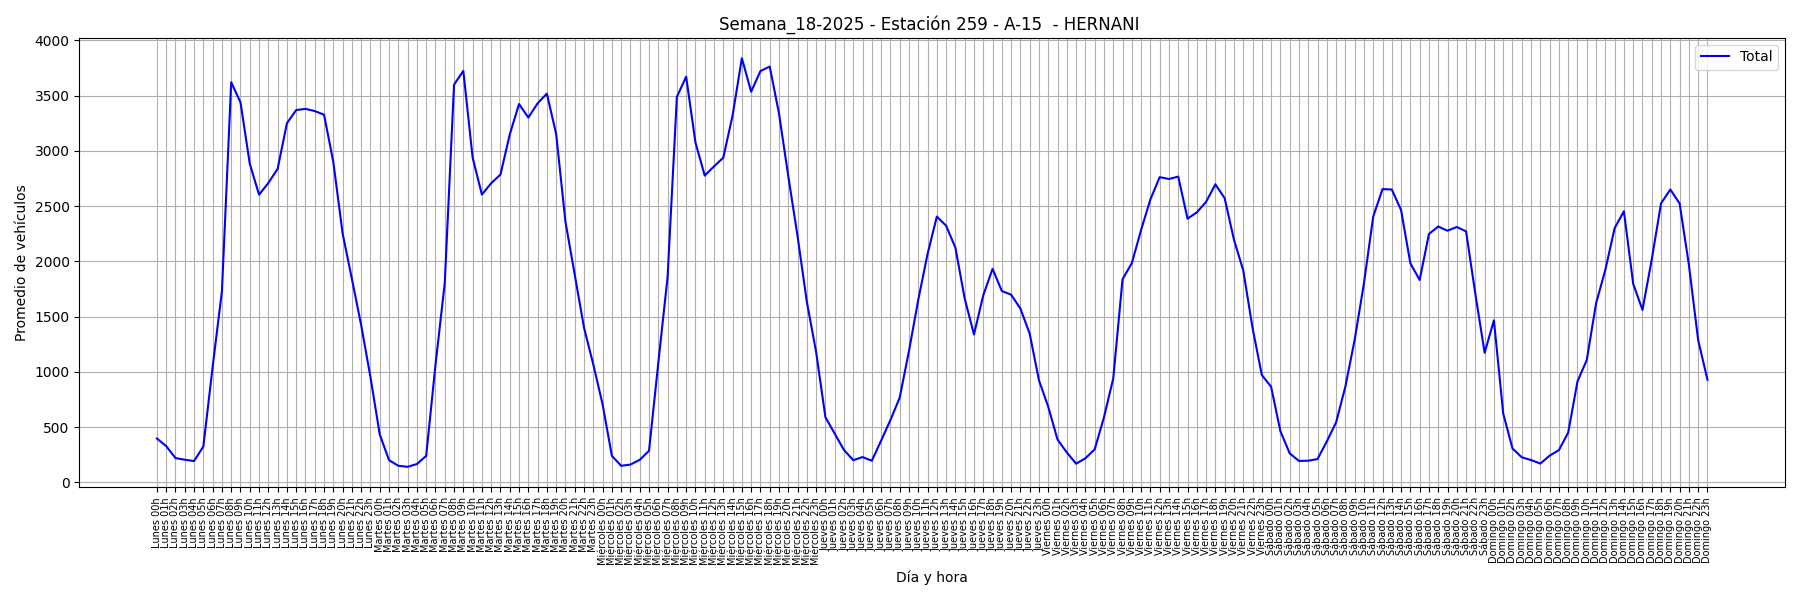 Semana_18-2025 - Estación 259 - A-15  - HERNANI
Total
Promedio de vehículos
4000
3500
3000
2500
2000
1500
1000
500
0
Lunes 00h
Lunes 01h
Lunes 02h
Lunes 03h
Lunes 04h
Lunes 05h
Lunes 06h
Lunes 07h
Lunes 08h
Lunes 09h
Lunes 10h
Lunes 11h
Lunes 12h
Lunes 13h
Lunes 14h
Lunes 15h
Lunes 16h
Lunes 17h
Lunes 18h
Lunes 19h
Lunes 20h
Lunes 21h
Lunes 22h
Lunes 23h
Martes 00h
Martes 01h
Martes 02h
Martes 03h
Martes 04h
Martes 05h
Martes 06h
Martes 07h
Martes 08h
Martes 09h
Martes 10h
Martes 11h
Martes 12h
Martes 13h
Martes 14h
Martes 15h
Martes 16h
Martes 17h
Martes 18h
Martes 19h
Martes 20h
Martes 21h
Martes 22h
Martes 23h
Miércoles 00h
Miércoles 01h
Miércoles 02h
Miércoles 03h
Miércoles 04h
Miércoles 05h
Miércoles 06h
Miércoles 07h
Miércoles 08h
Miércoles 09h
Miércoles 10h
Miércoles 11h
Miércoles 12h
Miércoles 13h
Miércoles 14h
Miércoles 15h
Miércoles 16h
Miércoles 17h
Miércoles 18h
Miércoles 19h
Miércoles 20h
Miércoles 21h
Miércoles 22h
Miércoles 23h
Jueves 00h
Jueves 01h
Jueves 02h
Jueves 03h
Jueves 04h
Jueves 05h
Jueves 06h
Jueves 07h
Jueves 08h
Jueves 09h
Jueves 10h
Jueves 11h
Jueves 12h
Jueves 13h
Jueves 14h
Jueves 15h
Jueves 16h
Jueves 17h
Jueves 18h
Jueves 19h
Jueves 20h
Jueves 21h
Jueves 22h
Jueves 23h
Viernes 00h
Viernes 01h
Viernes 02h
Viernes 03h
Viernes 04h
Viernes 05h
Viernes 06h
Viernes 07h
Viernes 08h
Viernes 09h
Viernes 10h
Viernes 11h
Viernes 12h
Viernes 13h
Viernes 14h
Viernes 15h
Viernes 16h
Viernes 17h
Viernes 18h
Viernes 19h
Viernes 20h
Viernes 21h
Viernes 22h
Viernes 23h
Sábado 00h
Sábado 01h
Sábado 02h
Sábado 03h
Sábado 04h
Sábado 05h
Sábado 06h
Sábado 07h
Sábado 08h
Sábado 09h
Sábado 10h
Sábado 11h
Sábado 12h
Sábado 13h
Sábado 14h
Sábado 15h
Sábado 16h
Sábado 17h
Sábado 18h
Sábado 19h
Sábado 20h
Sábado 21h
Sábado 22h
Sábado 23h
Domingo 00h
Domingo 01h
Domingo 02h
Domingo 03h
Domingo 04h
Domingo 05h
Domingo 06h
Domingo 07h
Domingo 08h
Domingo 09h
Domingo 10h
Domingo 11h
Domingo 12h
Domingo 13h
Domingo 14h
Domingo 15h
Domingo 16h
Domingo 17h
Domingo 18h
Domingo 19h
Domingo 20h
Domingo 21h
Domingo 22h
Domingo 23h
Día y hora